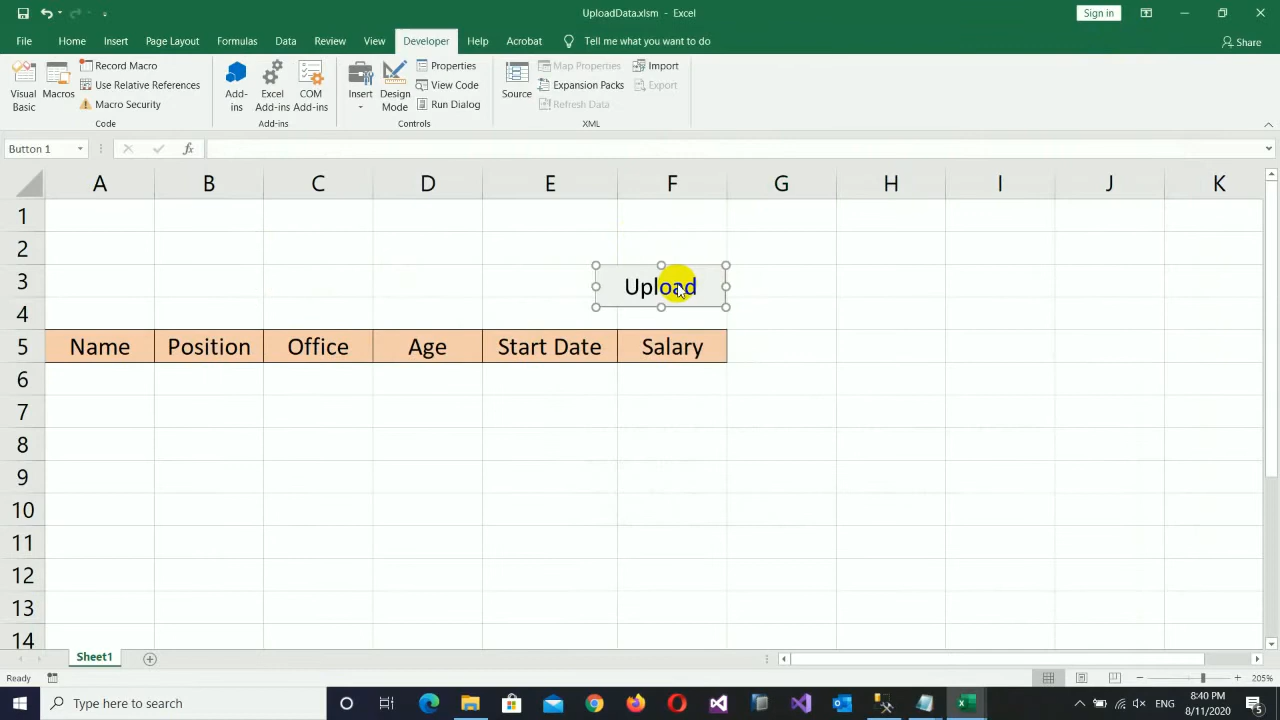 UploadData.xlsm - Excel
Sign in
File Home Insert Page Layout Formulas Data Review View Developer Help Acrobat Tell me what you want to do Share
Visual Basic
Macros
Record Macro
Use Relative References
Macro Security
Code
Add-ins
Excel Add-ins
COM Add-ins
Add-ins
Insert
Design Mode
Properties
View Code
Run Dialog
Controls
Source
Map Properties
Expansion Packs
Refresh Data
Import
Export
XML
Button 1
fx
A B C D E F G H I J K
1
2
3 Upload
4
5 Name Position Office Age Start Date Salary
6
7
8
9
10
11
12
13
14
Sheet1
Ready
205%
Type here to search
ENG
8:40 PM
8/11/2020
5